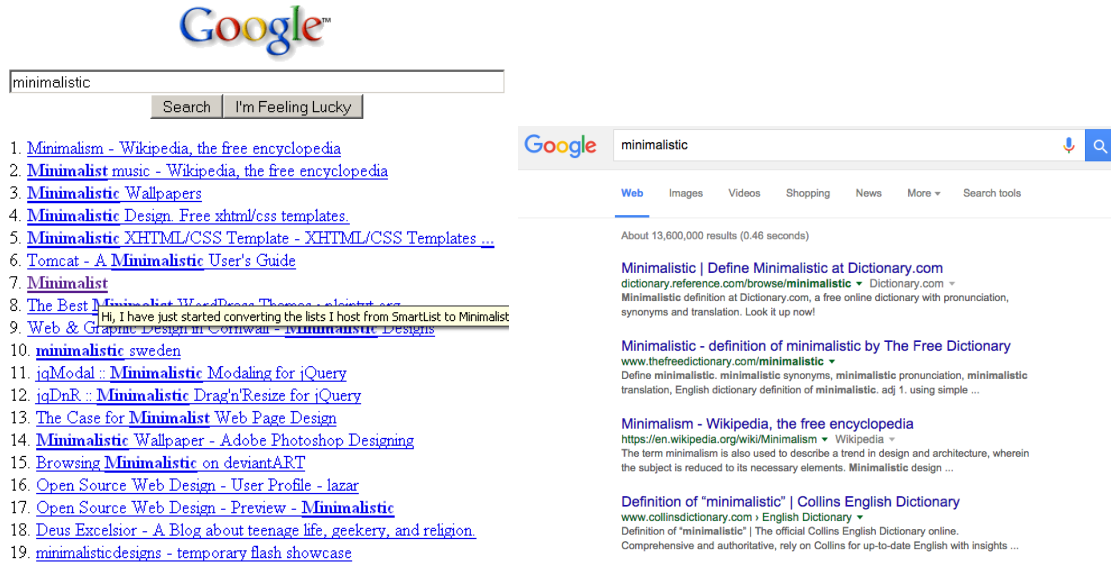 Google™
minimalistic
Search
I'm Feeling Lucky
1. Minimalism - Wikipedia, the free encyclopedia
2. Minimalist music - Wikipedia, the free encyclopedia
3. Minimalistic Wallpapers
4. Minimalistic Design. Free xhtml/css templates.
5. Minimalistic XHTML/CSS Template - XHTML/CSS Templates ...
6. Tomcat - A Minimalistic User's Guide
7. Minimalist
8. The Best Minimalist WordPress Themes : plaintxt.org
Hi, I have just started converting the lists I host from SmartList to Minimalist
9. Web & Graphic Design in Cornwall - Minimalistic Designs
10. minimalistic sweden
11. jqModal :: Minimalistic Modaling for jQuery
12. jqDnR :: Minimalistic Drag'n'Resize for jQuery
13. The Case for Minimalist Web Page Design
14. Minimalistic Wallpaper - Adobe Photoshop Designing
15. Browsing Minimalistic on deviantART
16. Open Source Web Design - User Profile - lazar
17. Open Source Web Design - Preview - Minimalistic
18. Deus Excelsior - A Blog about teenage life, geekery, and religion.
19. minimalisticdesigns - temporary flash showcase
Google
minimalistic
Web Images Videos Shopping News More Search tools
About 13,600,000 results (0.46 seconds)
Minimalistic | Define Minimalistic at Dictionary.com
dictionary.reference.com/browse/minimalistic Dictionary.com
Minimalistic definition at Dictionary.com, a free online dictionary with pronunciation,
synonyms and translation. Look it up now!
Minimalistic - definition of minimalistic by The Free Dictionary
www.thefreedictionary.com/minimalistic
Define minimalistic. minimalistic synonyms, minimalistic pronunciation, minimalistic
translation, English dictionary definition of minimalistic. adj 1. using simple ...
Minimalism - Wikipedia, the free encyclopedia
https://en.wikipedia.org/wiki/Minimalism Wikipedia
The term minimalism is also used to describe a trend in design and architecture, wherein
the subject is reduced to its necessary elements. Minimalistic design ...
Definition of “minimalistic” | Collins English Dictionary
www.collinsdictionary.com › English Dictionary
Definition of “minimalistic” | The official Collins English Dictionary online.
Comprehensive and authoritative, rely on Collins for up-to-date English with insights ...